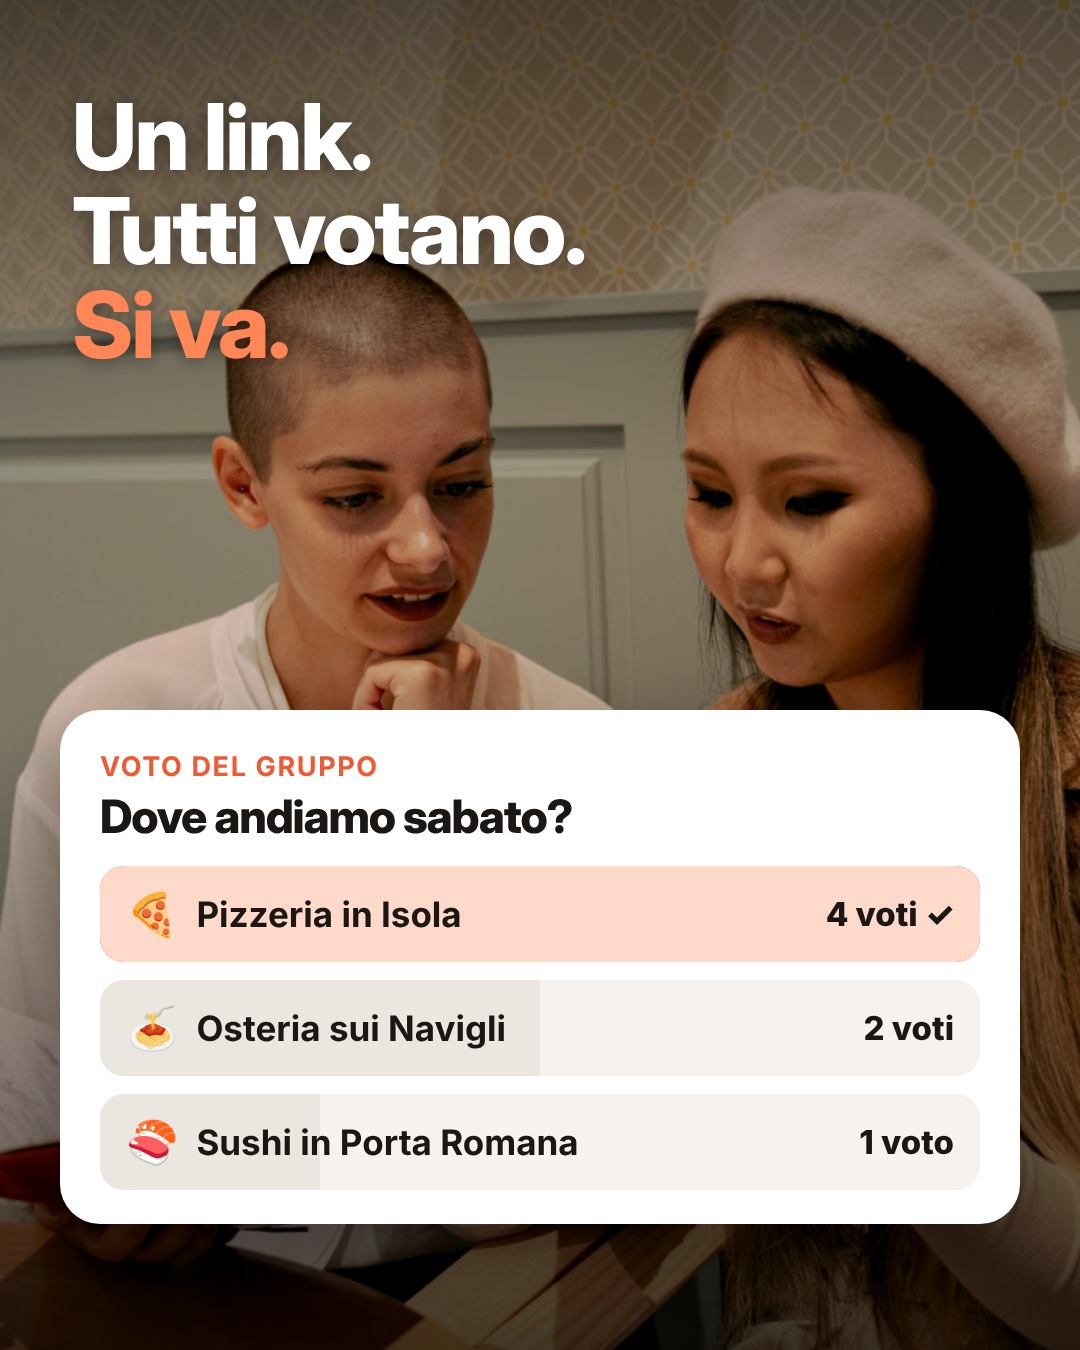 Un link.
Tutti votano.
Si va.
VOTO DEL GRUPPO
Dove andiamo sabato?
🍕 Pizzeria in Isola 4 voti ✓
🍝 Osteria sui Navigli 2 voti
🍣 Sushi in Porta Romana 1 voto